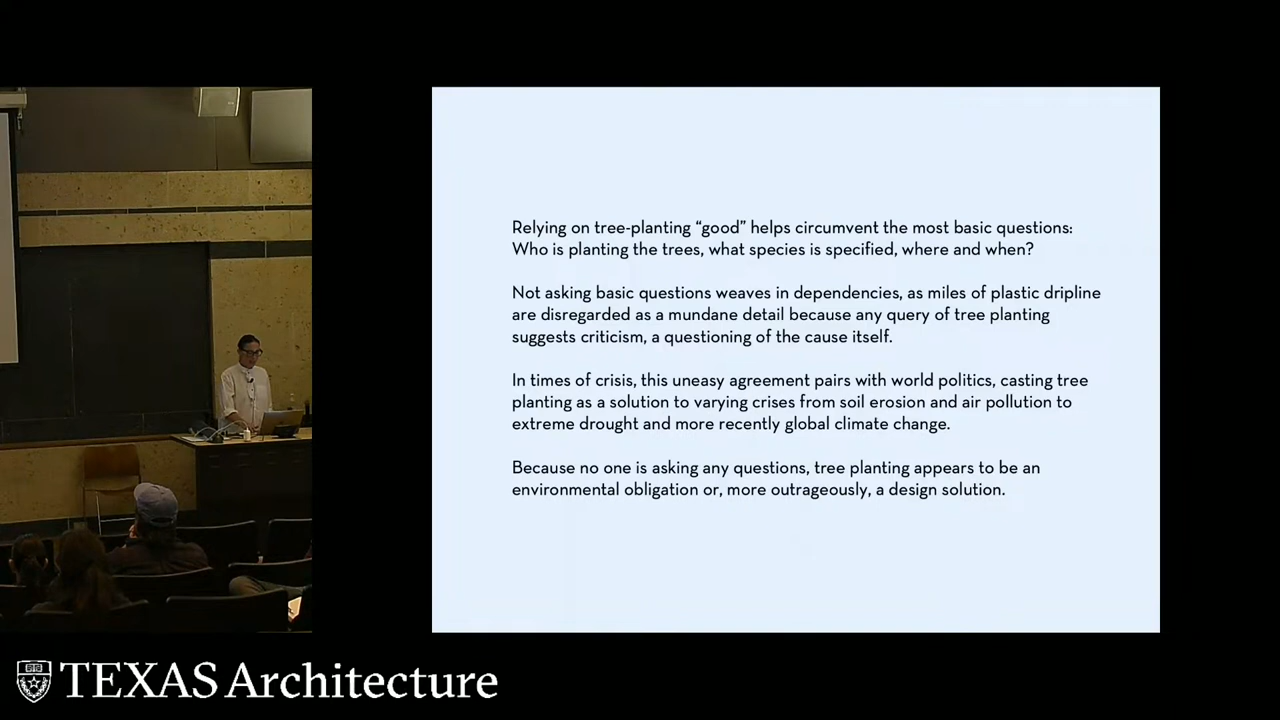 Relying on tree-planting “good” helps circumvent the most basic questions:
Who is planting the trees, what species is specified, where and when?
Not asking basic questions weaves in dependencies, as miles of plastic dripline
are disregarded as a mundane detail because any query of tree planting
suggests criticism, a questioning of the cause itself.
In times of crisis, this uneasy agreement pairs with world politics, casting tree
planting as a solution to varying crises from soil erosion and air pollution to
extreme drought and more recently global climate change.
Because no one is asking any questions, tree planting appears to be an
environmental obligation or, more outrageously, a design solution.
TEXAS Architecture